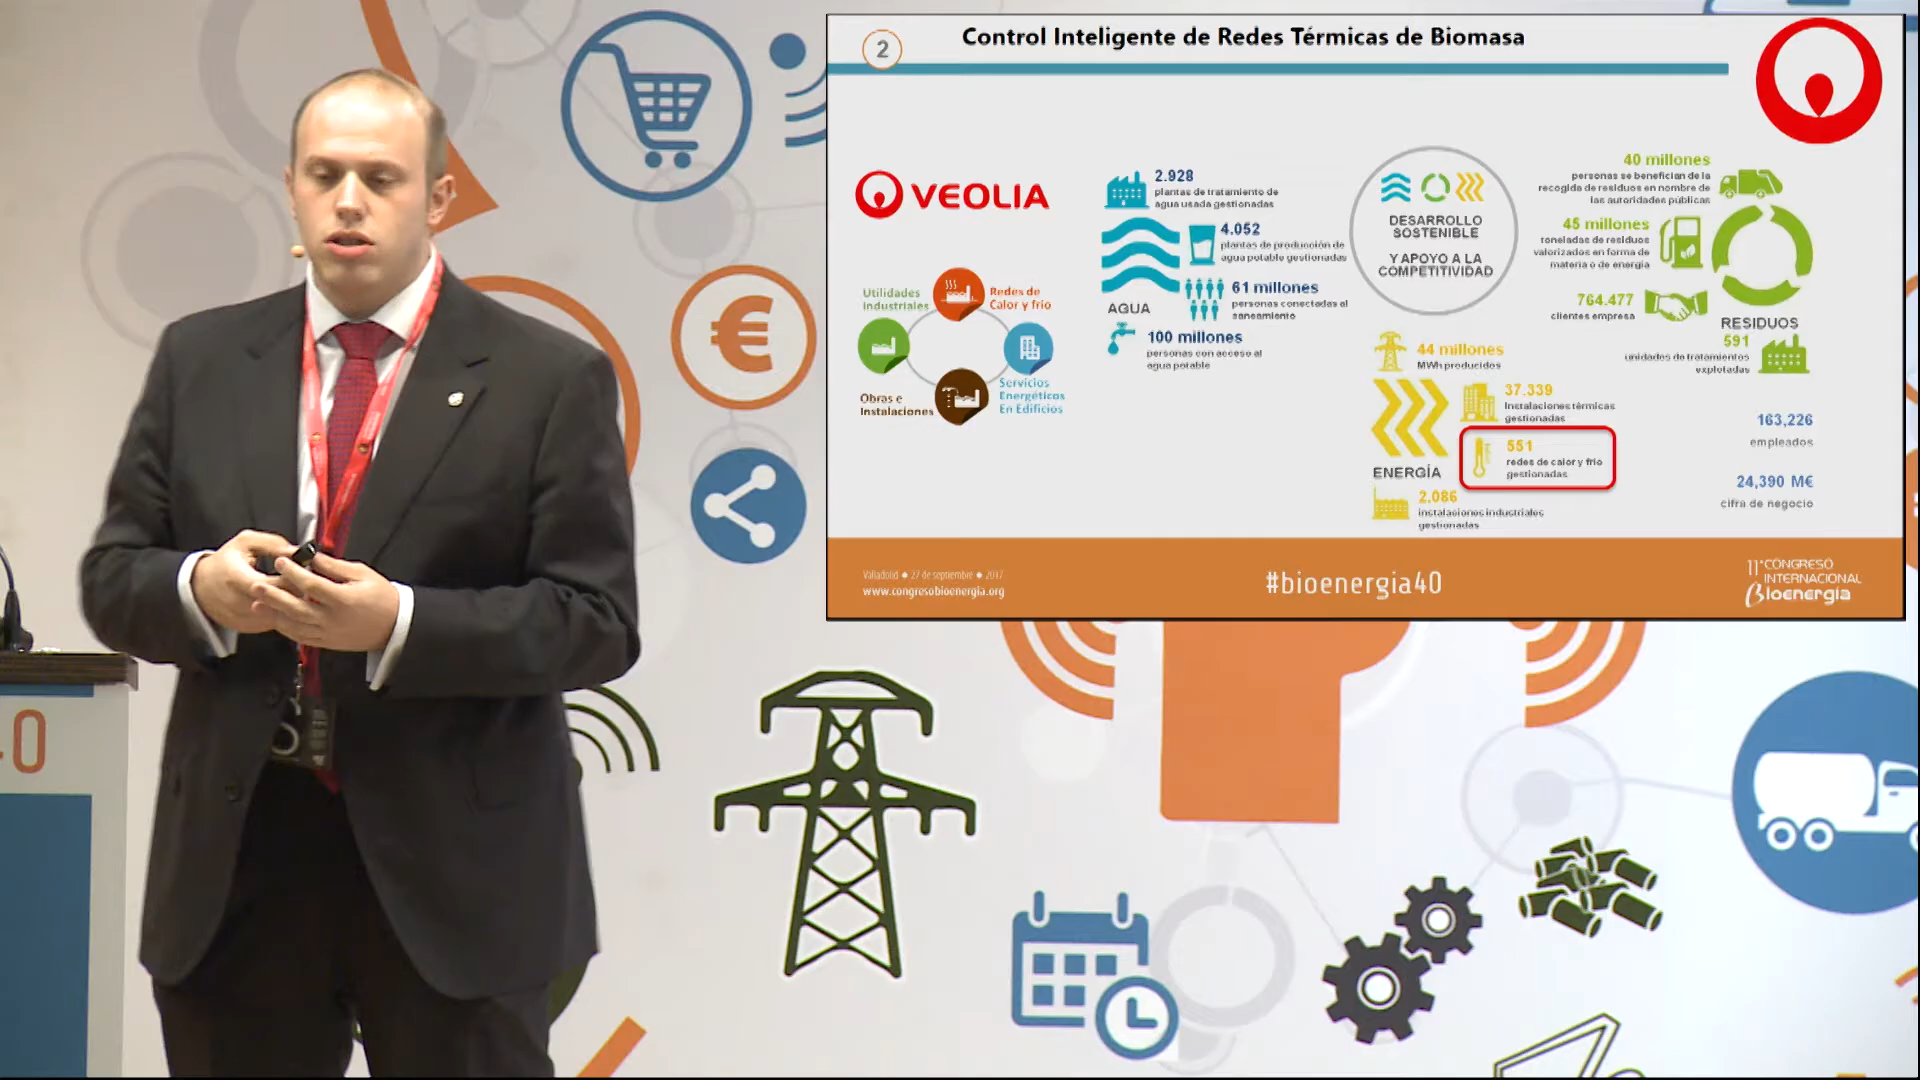 2
Control Inteligente de Redes Térmicas de Biomasa
VEOLIA
Utilidades
Industriales
Redes de
Calor y frío
Obras e
Instalaciones
Servicios
Energéticos
En Edificios
2.928
plantas de tratamiento de
agua usada gestionadas
4.052
plantas de producción de
agua potable gestionadas
61 millones
personas conectadas al
saneamiento
AGUA
100 millones
personas con acceso al
agua potable
DESARROLLO
SOSTENIBLE
Y APOYO A LA
COMPETITIVIDAD
44 millones
MWh producidos
37.339
Instalaciones térmicas
gestionadas
551
redes de calor y frío
gestionadas
ENERGÍA
2.086
instalaciones industriales
gestionadas
40 millones
personas se benefician de la
recogida de residuos en nombre de
las autoridades públicas
45 millones
toneladas de residuos
valorizados en forma de
materia o de energía
764.477
clientes empresa
RESIDUOS
591
unidades de tratamientos
explotadas
163,226
empleados
24,390 M€
cifra de negocio
Valladolid ● 27 de septiembre ● 2017
www.congresobioenergia.org
#bioenergia40
11º CONGRESO
INTERNACIONAL
Bioenergía
€
40